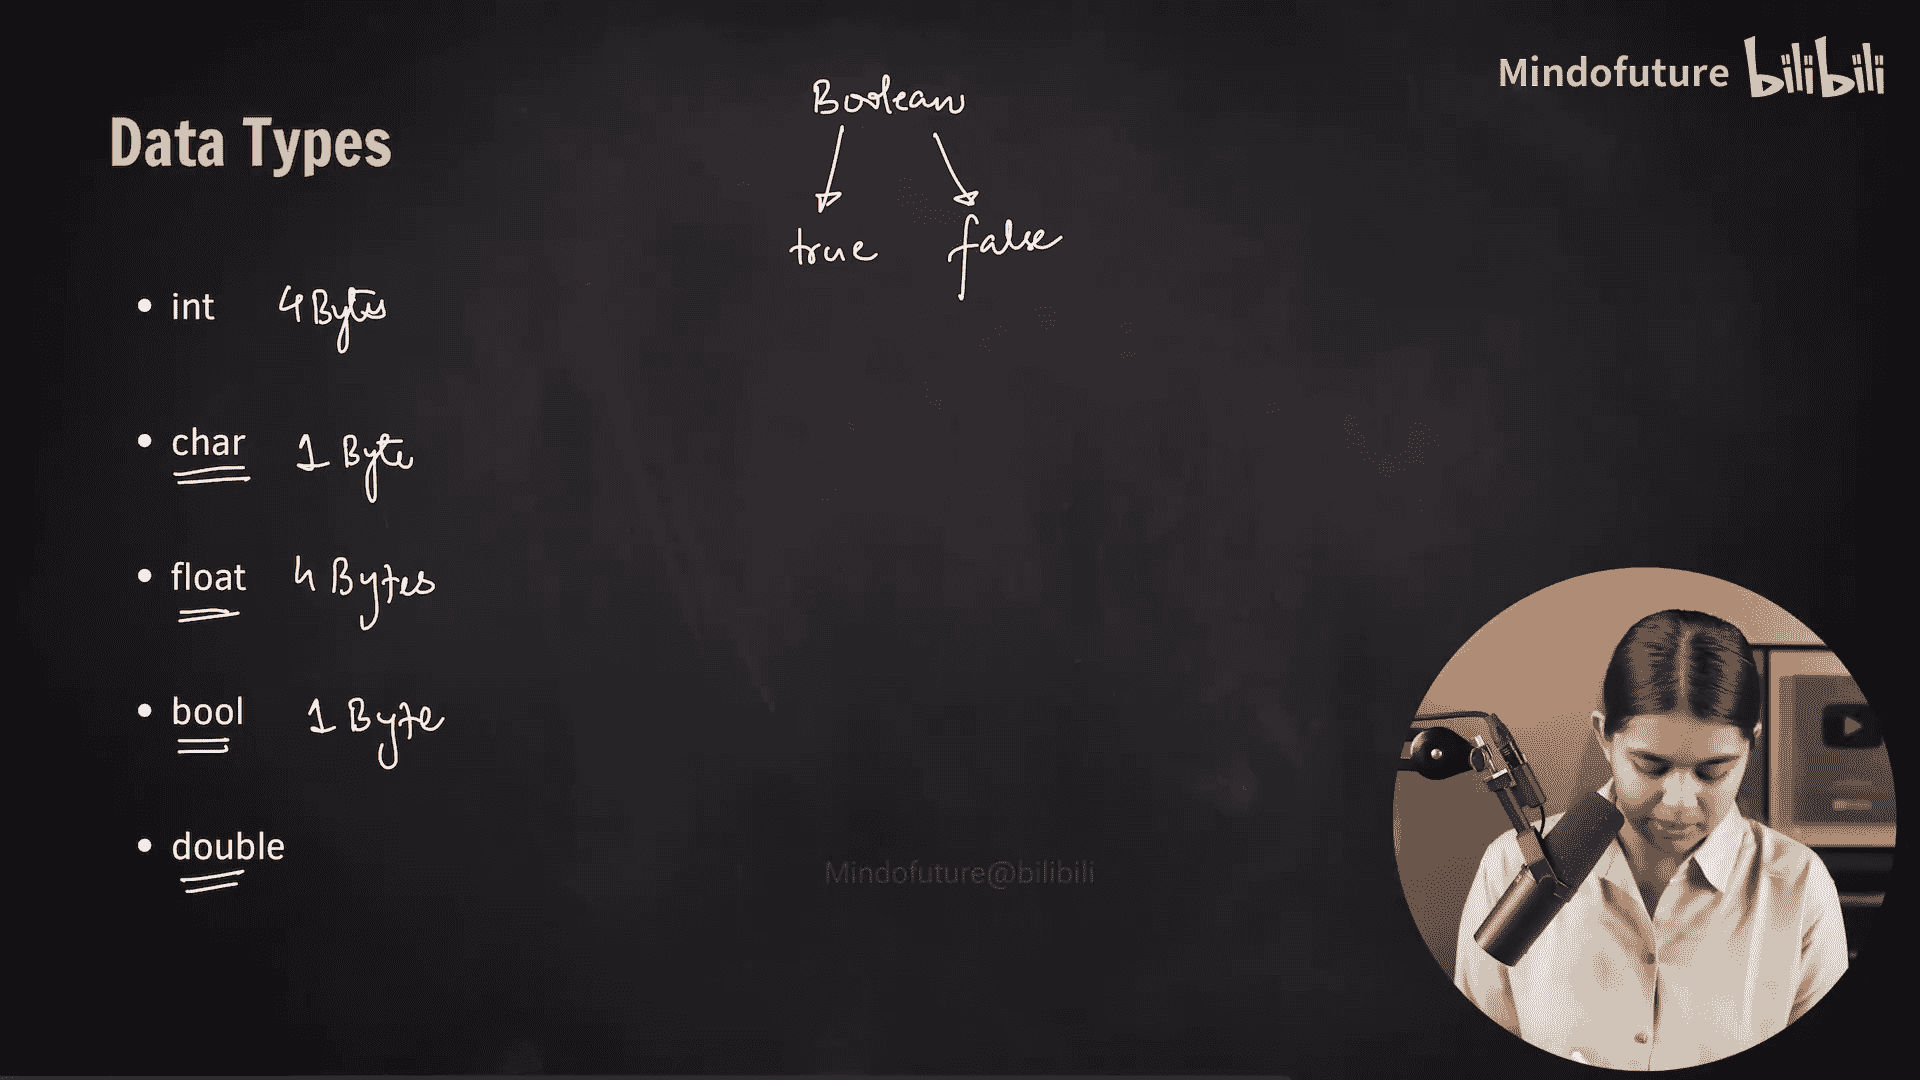 Mindofuture bilibili
Boolean
Data Types
true false
int 4 Bytes
char 1 Byte
float 4 Bytes
bool 1 Byte
double
Mindofuture@bilibili